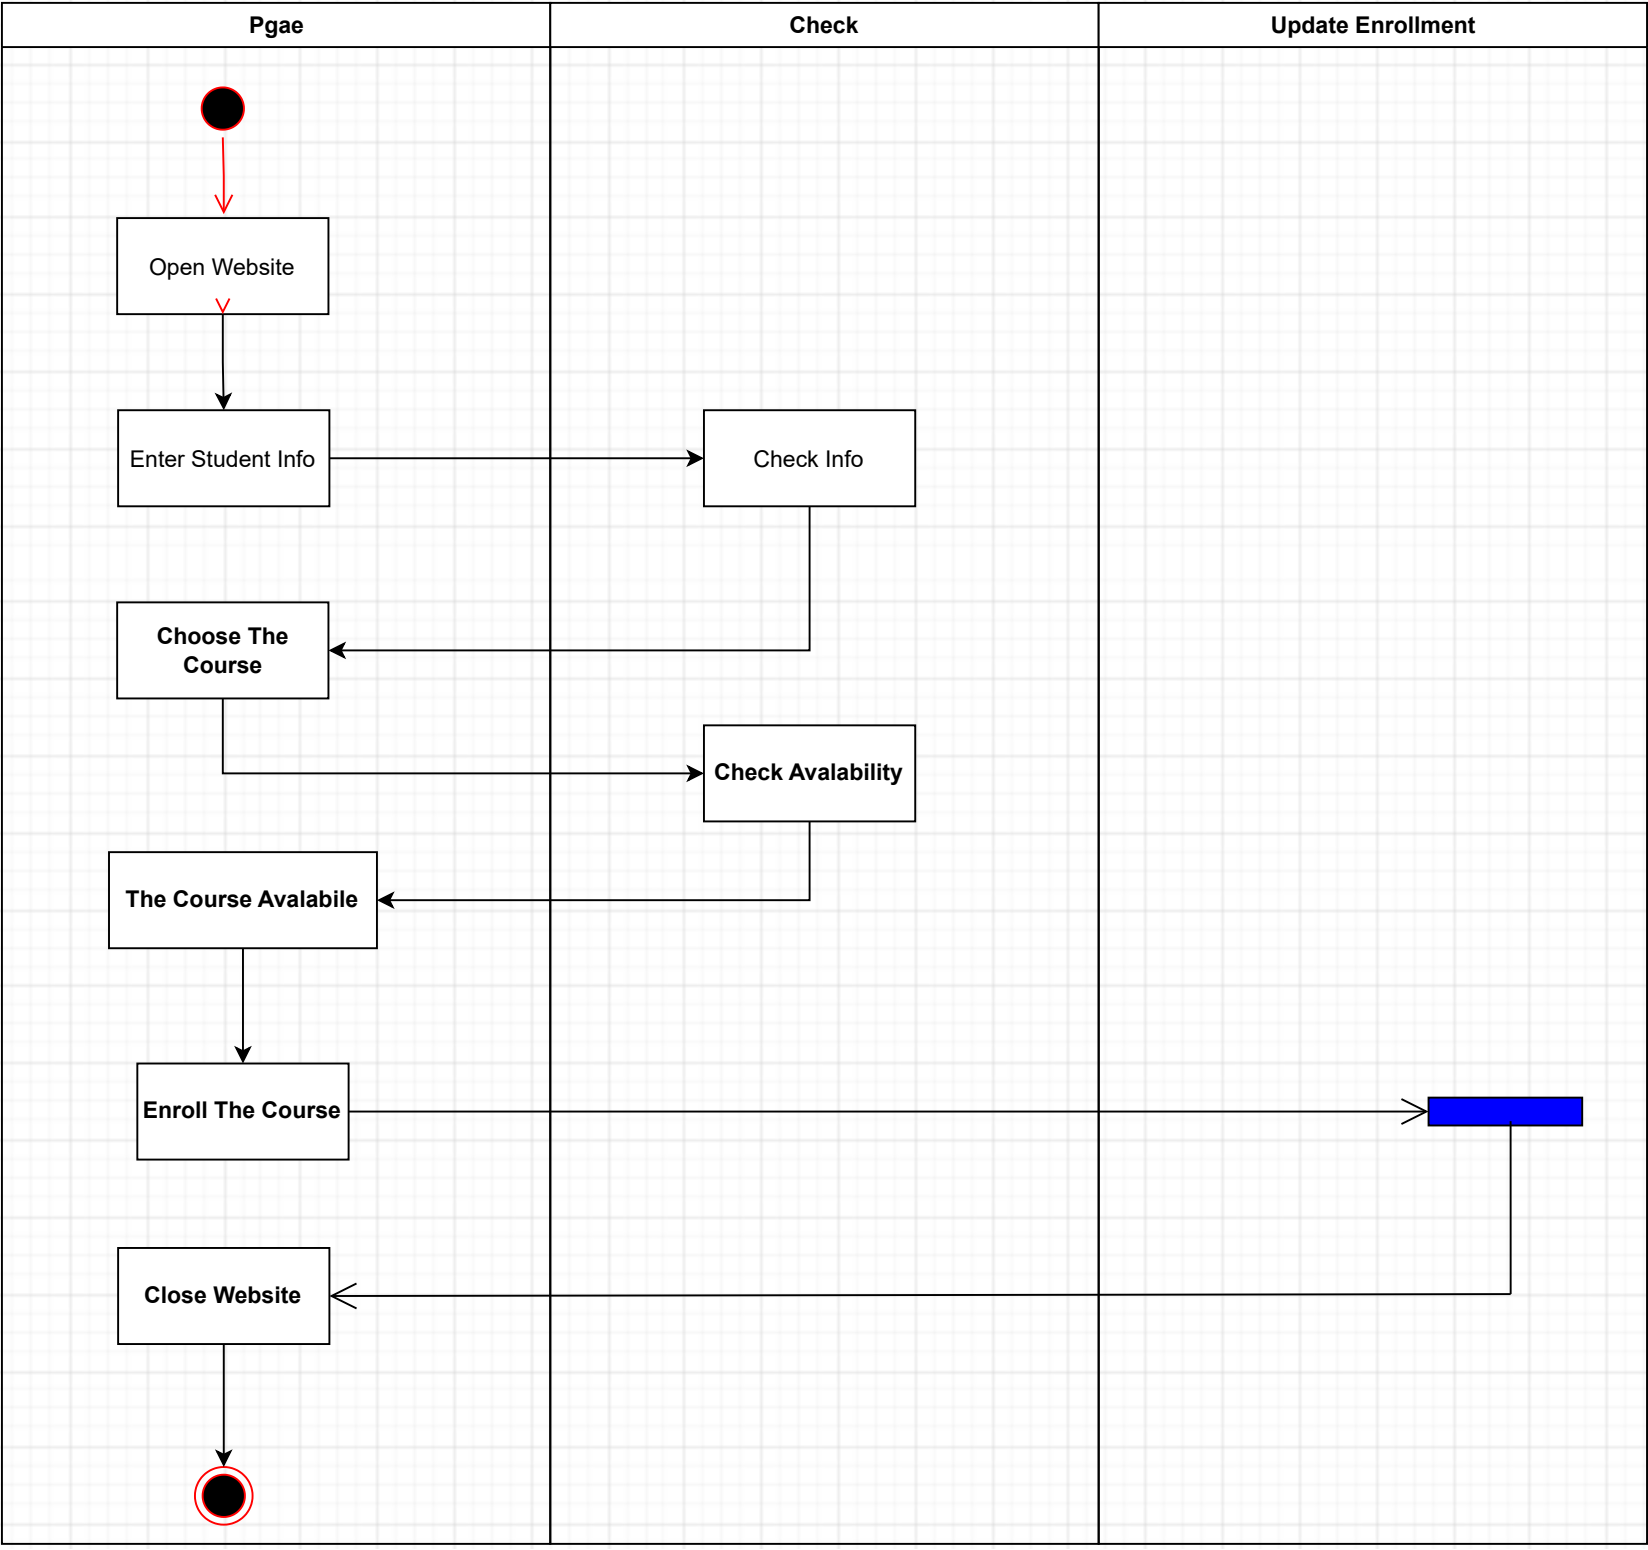 Pgae
Check
Update Enrollment
Open Website
Enter Student Info
Check Info
Choose The
Course
Check Avalability
The Course Avalabile
Enroll The Course
Close Website